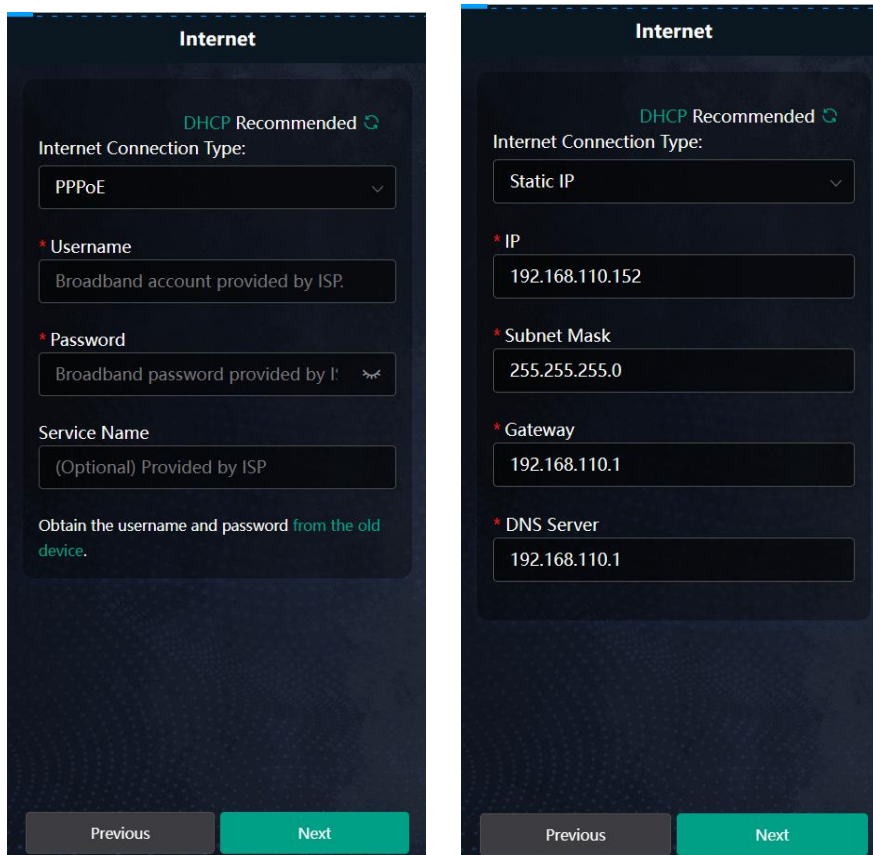 Internet
DHCP Recommended
Internet Connection Type:
PPPoE
* Username
Broadband account provided by ISP.
* Password
Broadband password provided by I
Service Name
(Optional) Provided by ISP
Obtain the username and password from the old
device.
Previous
Next
Internet
DHCP Recommended
Internet Connection Type:
Static IP
* IP
192.168.110.152
* Subnet Mask
255.255.255.0
* Gateway
192.168.110.1
* DNS Server
192.168.110.1
Previous
Next